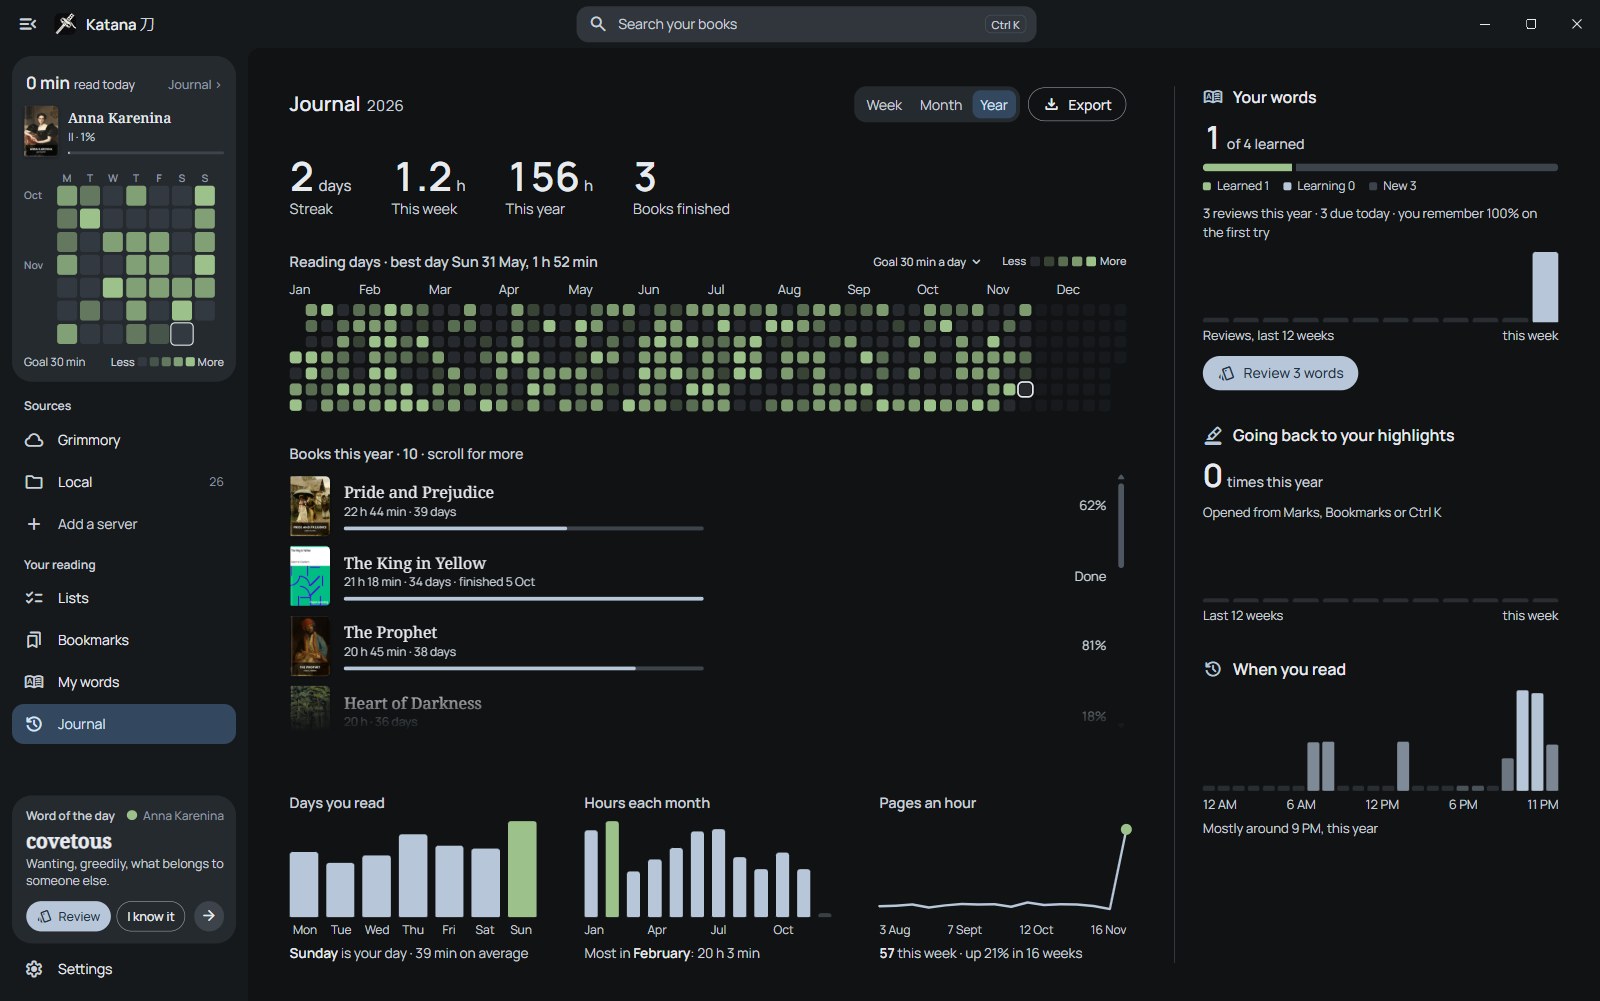 Katana 刀
Search your books
Ctrl K
0 min read today
Journal ›
Anna Karenina
II · 1%
M T W T F S S
Oct
Nov
Goal 30 min
Less
More
Sources
Grimmory
Local
26
Add a server
Your reading
Lists
Bookmarks
My words
Journal
Word of the day
Anna Karenina
covetous
Wanting, greedily, what belongs to
someone else.
Review
I know it
Settings
Journal 2026
Week
Month
Year
Export
2 days
Streak
1.2 h
This week
156 h
This year
3
Books finished
Reading days · best day Sun 31 May, 1 h 52 min
Goal 30 min a day
Less
More
Jan Feb Mar Apr May Jun Jul Aug Sep Oct Nov Dec
Books this year · 10 · scroll for more
Pride and Prejudice
22 h 44 min · 39 days
62%
The King in Yellow
21 h 18 min · 34 days · finished 5 Oct
Done
The Prophet
20 h 45 min · 38 days
81%
Heart of Darkness
20 h · 36 days
18%
Days you read
Mon Tue Wed Thu Fri Sat Sun
Sunday is your day · 39 min on average
Hours each month
Jan Apr Jul Oct
Most in February: 20 h 3 min
Pages an hour
3 Aug 7 Sept 12 Oct 16 Nov
57 this week · up 21% in 16 weeks
Your words
1 of 4 learned
Learned 1
Learning 0
New 3
3 reviews this year · 3 due today · you remember 100% on
the first try
Reviews, last 12 weeks
this week
Review 3 words
Going back to your highlights
0 times this year
Opened from Marks, Bookmarks or Ctrl K
Last 12 weeks
this week
When you read
12 AM 6 AM 12 PM 6 PM 11 PM
Mostly around 9 PM, this year